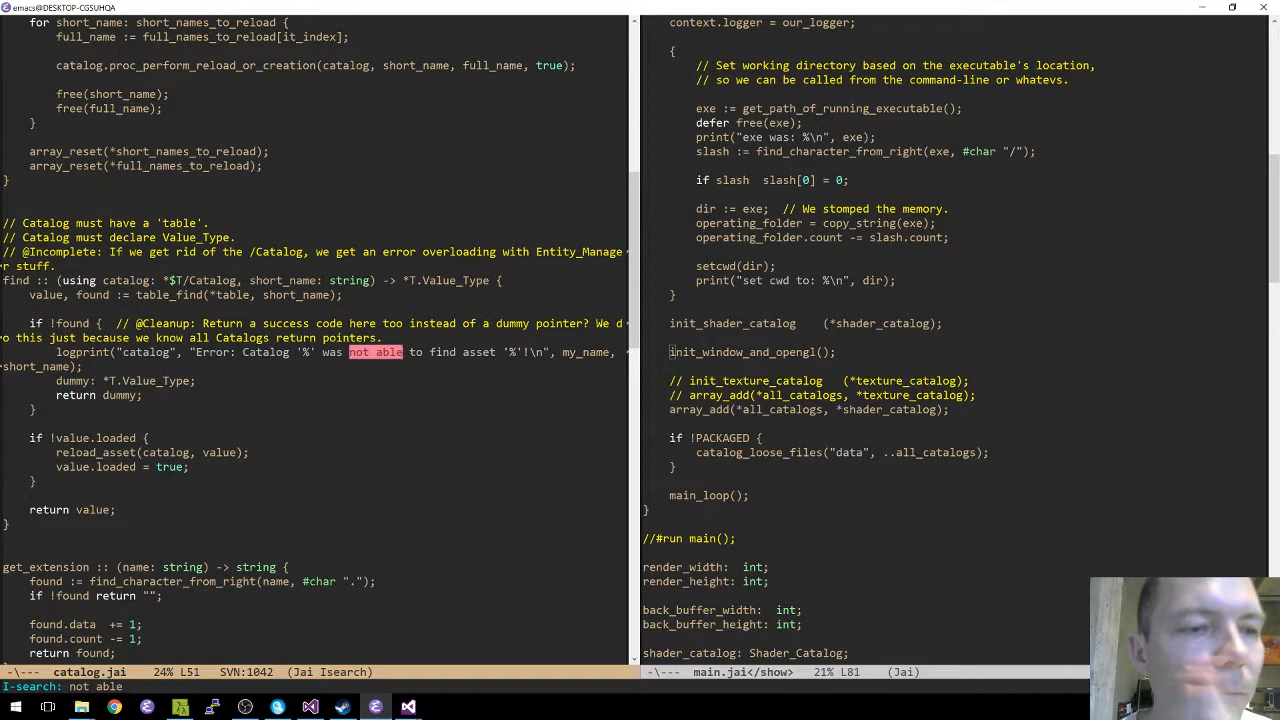 emacs@DESKTOP-CGSUHQA
for short_name: short_names_to_reload {
full_name := full_names_to_reload[it_index];
catalog.proc_perform_reload_or_creation(catalog, short_name, full_name, true);
free(short_name);
free(full_name);
}
array_reset(*short_names_to_reload);
array_reset(*full_names_to_reload);
}
// Catalog must have a 'table'.
// Catalog must declare Value_Type.
// @Incomplete: If we get rid of the /Catalog, we get an error overloading with Entity_Manage
r stuff.
find :: (using catalog: *$T/Catalog, short_name: string) -> *T.Value_Type {
value, found := table_find(*table, short_name);
if !found {  // @Cleanup: Return a success code here too instead of a dummy pointer? We d
o this just because we know all Catalogs return pointers.
logprint("catalog", "Error: Catalog '%' was not able to find asset '%'!\n", my_name,
short_name);
dummy: *T.Value_Type;
return dummy;
}
if !value.loaded {
reload_asset(catalog, value);
value.loaded = true;
}
return value;
}
get_extension :: (name: string) -> string {
found := find_character_from_right(name, #char ".");
if !found return "";
found.data  += 1;
found.count -= 1;
return found;
-\--- catalog.jai    24% L51    SVN:1042  (Jai Isearch)
I-search: not able
context.logger = our_logger;
{
// Set working directory based on the executable's location,
// so we can be called from the command-line or whatevs.
exe := get_path_of_running_executable();
defer free(exe);
print("exe was: %\n", exe);
slash := find_character_from_right(exe, #char "/");
if slash  slash[0] = 0;
dir := exe;  // We stomped the memory.
operating_folder = copy_string(exe);
operating_folder.count -= slash.count;
setcwd(dir);
print("set cwd to: %\n", dir);
}
init_shader_catalog    (*shader_catalog);
init_window_and_opengl();
// init_texture_catalog   (*texture_catalog);
// array_add(*all_catalogs, *texture_catalog);
array_add(*all_catalogs, *shader_catalog);
if !PACKAGED {
catalog_loose_files("data", ..all_catalogs);
}
main_loop();
}
//#run main();
render_width:  int;
render_height: int;
back_buffer_width:  int;
back_buffer_height: int;
shader_catalog: Shader_Catalog;
-\--- main.jai</show>    21% L81    (Jai)